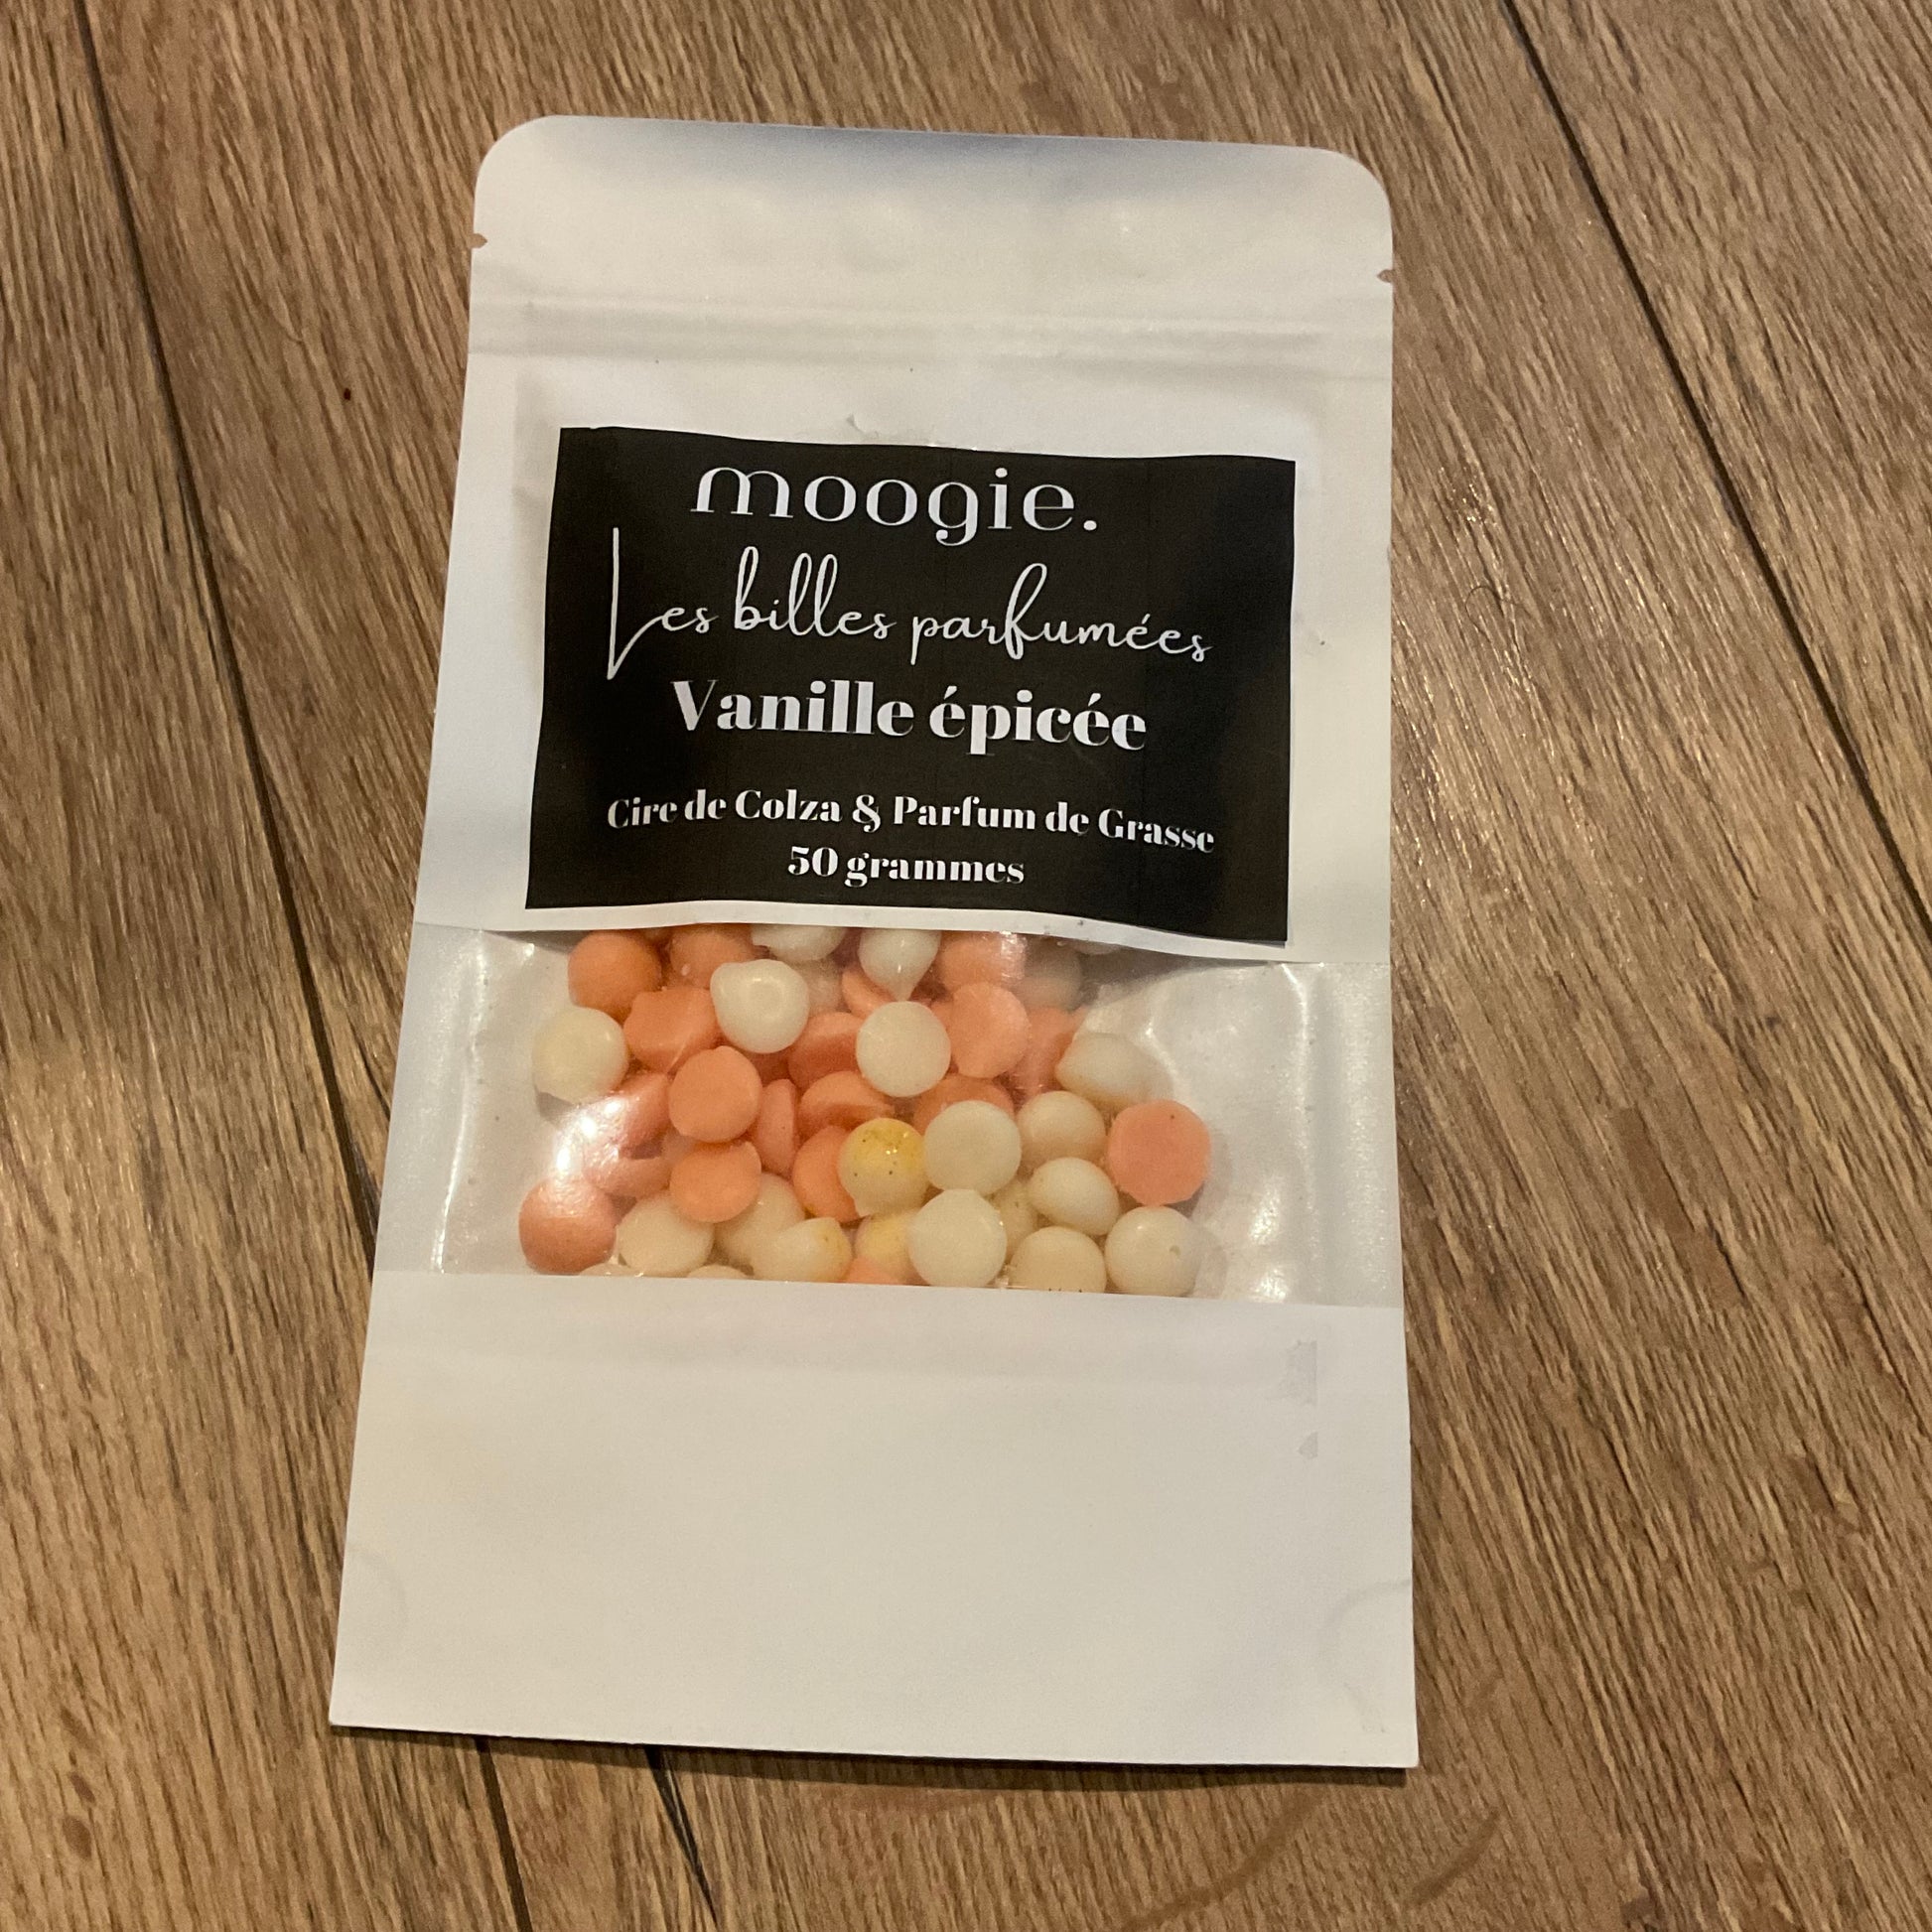 moogie.
Les billes parfumées
Vanille épicée
Cire de Colza & Parfum de Grasse
50 grammes